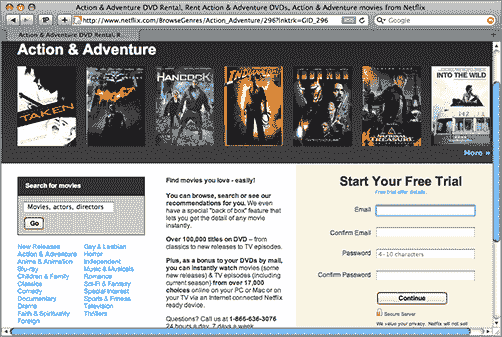 Action & Adventure DVD Rental, Rent Action & Adventure DVDs, Action & Adventure movies from Netflix
http://www.netflix.com/BrowseGenres/Action_Adventure/296?lnktrk=GID_296
Google
Action & Adventure DVD Rental, R...
Action & Adventure
TAKEN
HANCOCK
INDIANA
IRON MAN
TREASURE
INTO THE WILD
More »
Search for movies
Movies, actors, directors
Go
New Releases
Action & Adventure
Anime & Animation
Blu-ray
Children & Family
Classics
Comedy
Documentary
Drama
Faith & Spirituality
Foreign
Gay & Lesbian
Horror
Independent
Music & Musicals
Romance
Sci-Fi & Fantasy
Special Interest
Sports & Fitness
Television
Thrillers
Find movies you love - easily!
You can browse, search or see our
recommendations for you. We even
have a special "back of box" feature that
lets you get the detail of any movie
instantly.
Over 100,000 titles on DVD – from
classics to new releases to TV episodes.
Plus, as a bonus to your DVDs by mail,
you can instantly watch movies (some
new releases) & TV episodes (including
current season) from over 17,000
choices online on your PC or Mac or on
your TV via an Internet connected Netflix
ready device.
Questions? Call us at 1-866-636-3076
24 hours a day, 7 days a week.
Start Your Free Trial
Free trial offer details.
Email
Confirm Email
Password
4-10 characters
Confirm Password
Continue
Secure Server
We value your privacy. Netflix will not sell